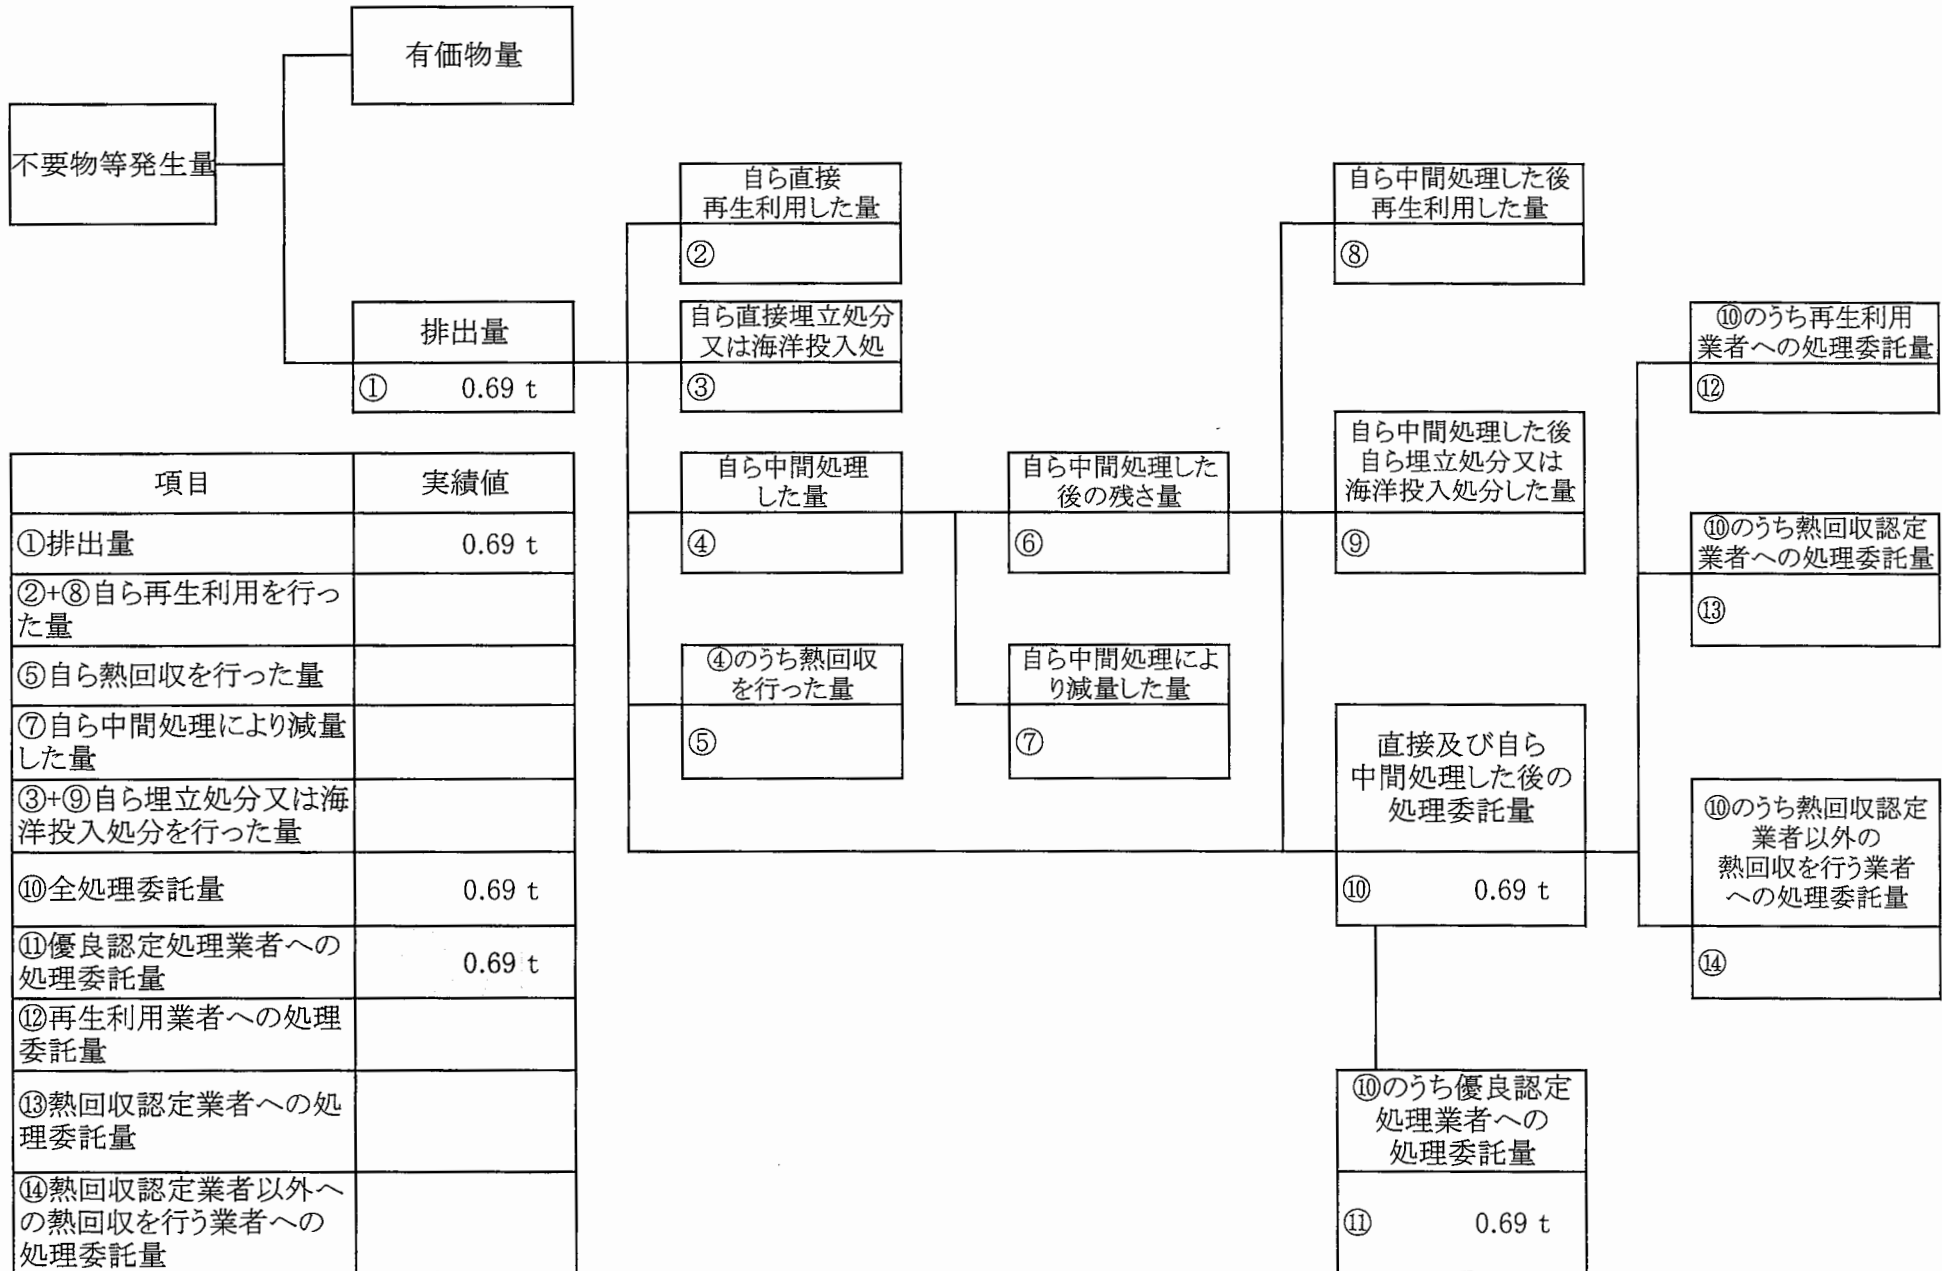 有価物量
不要物等発生量
自ら直接
再生利用した量
②
自ら中間処理した後
再生利用した量
⑧
排出量
① 0.69 t
自ら直接埋立処分
又は海洋投入処
③
⑩のうち再生利用
業者への処理委託量
⑫
自ら中間処理
した量
④
自ら中間処理した
後の残さ量
⑥
自ら中間処理した後
自ら埋立処分又は
海洋投入処分した量
⑨
⑩のうち熱回収認定
業者への処理委託量
⑬
④のうち熱回収
を行った量
⑤
自ら中間処理によ
り減量した量
⑦
直接及び自ら
中間処理した後の
処理委託量
⑩ 0.69 t
⑩のうち熱回収認定
業者以外の
熱回収を行う業者
への処理委託量
⑭
⑩のうち優良認定
処理業者への
処理委託量
⑪ 0.69 t
項目 実績値
①排出量 0.69 t
②+⑧自ら再生利用を行っ
た量
⑤自ら熱回収を行った量
⑦自ら中間処理により減量
した量
③+⑨自ら埋立処分又は海
洋投入処分を行った量
⑩全処理委託量 0.69 t
⑪優良認定処理業者への
処理委託量 0.69 t
⑫再生利用業者への処理
委託量
⑬熱回収認定業者への処
理委託量
⑭熱回収認定業者以外へ
の熱回収を行う業者への
処理委託量